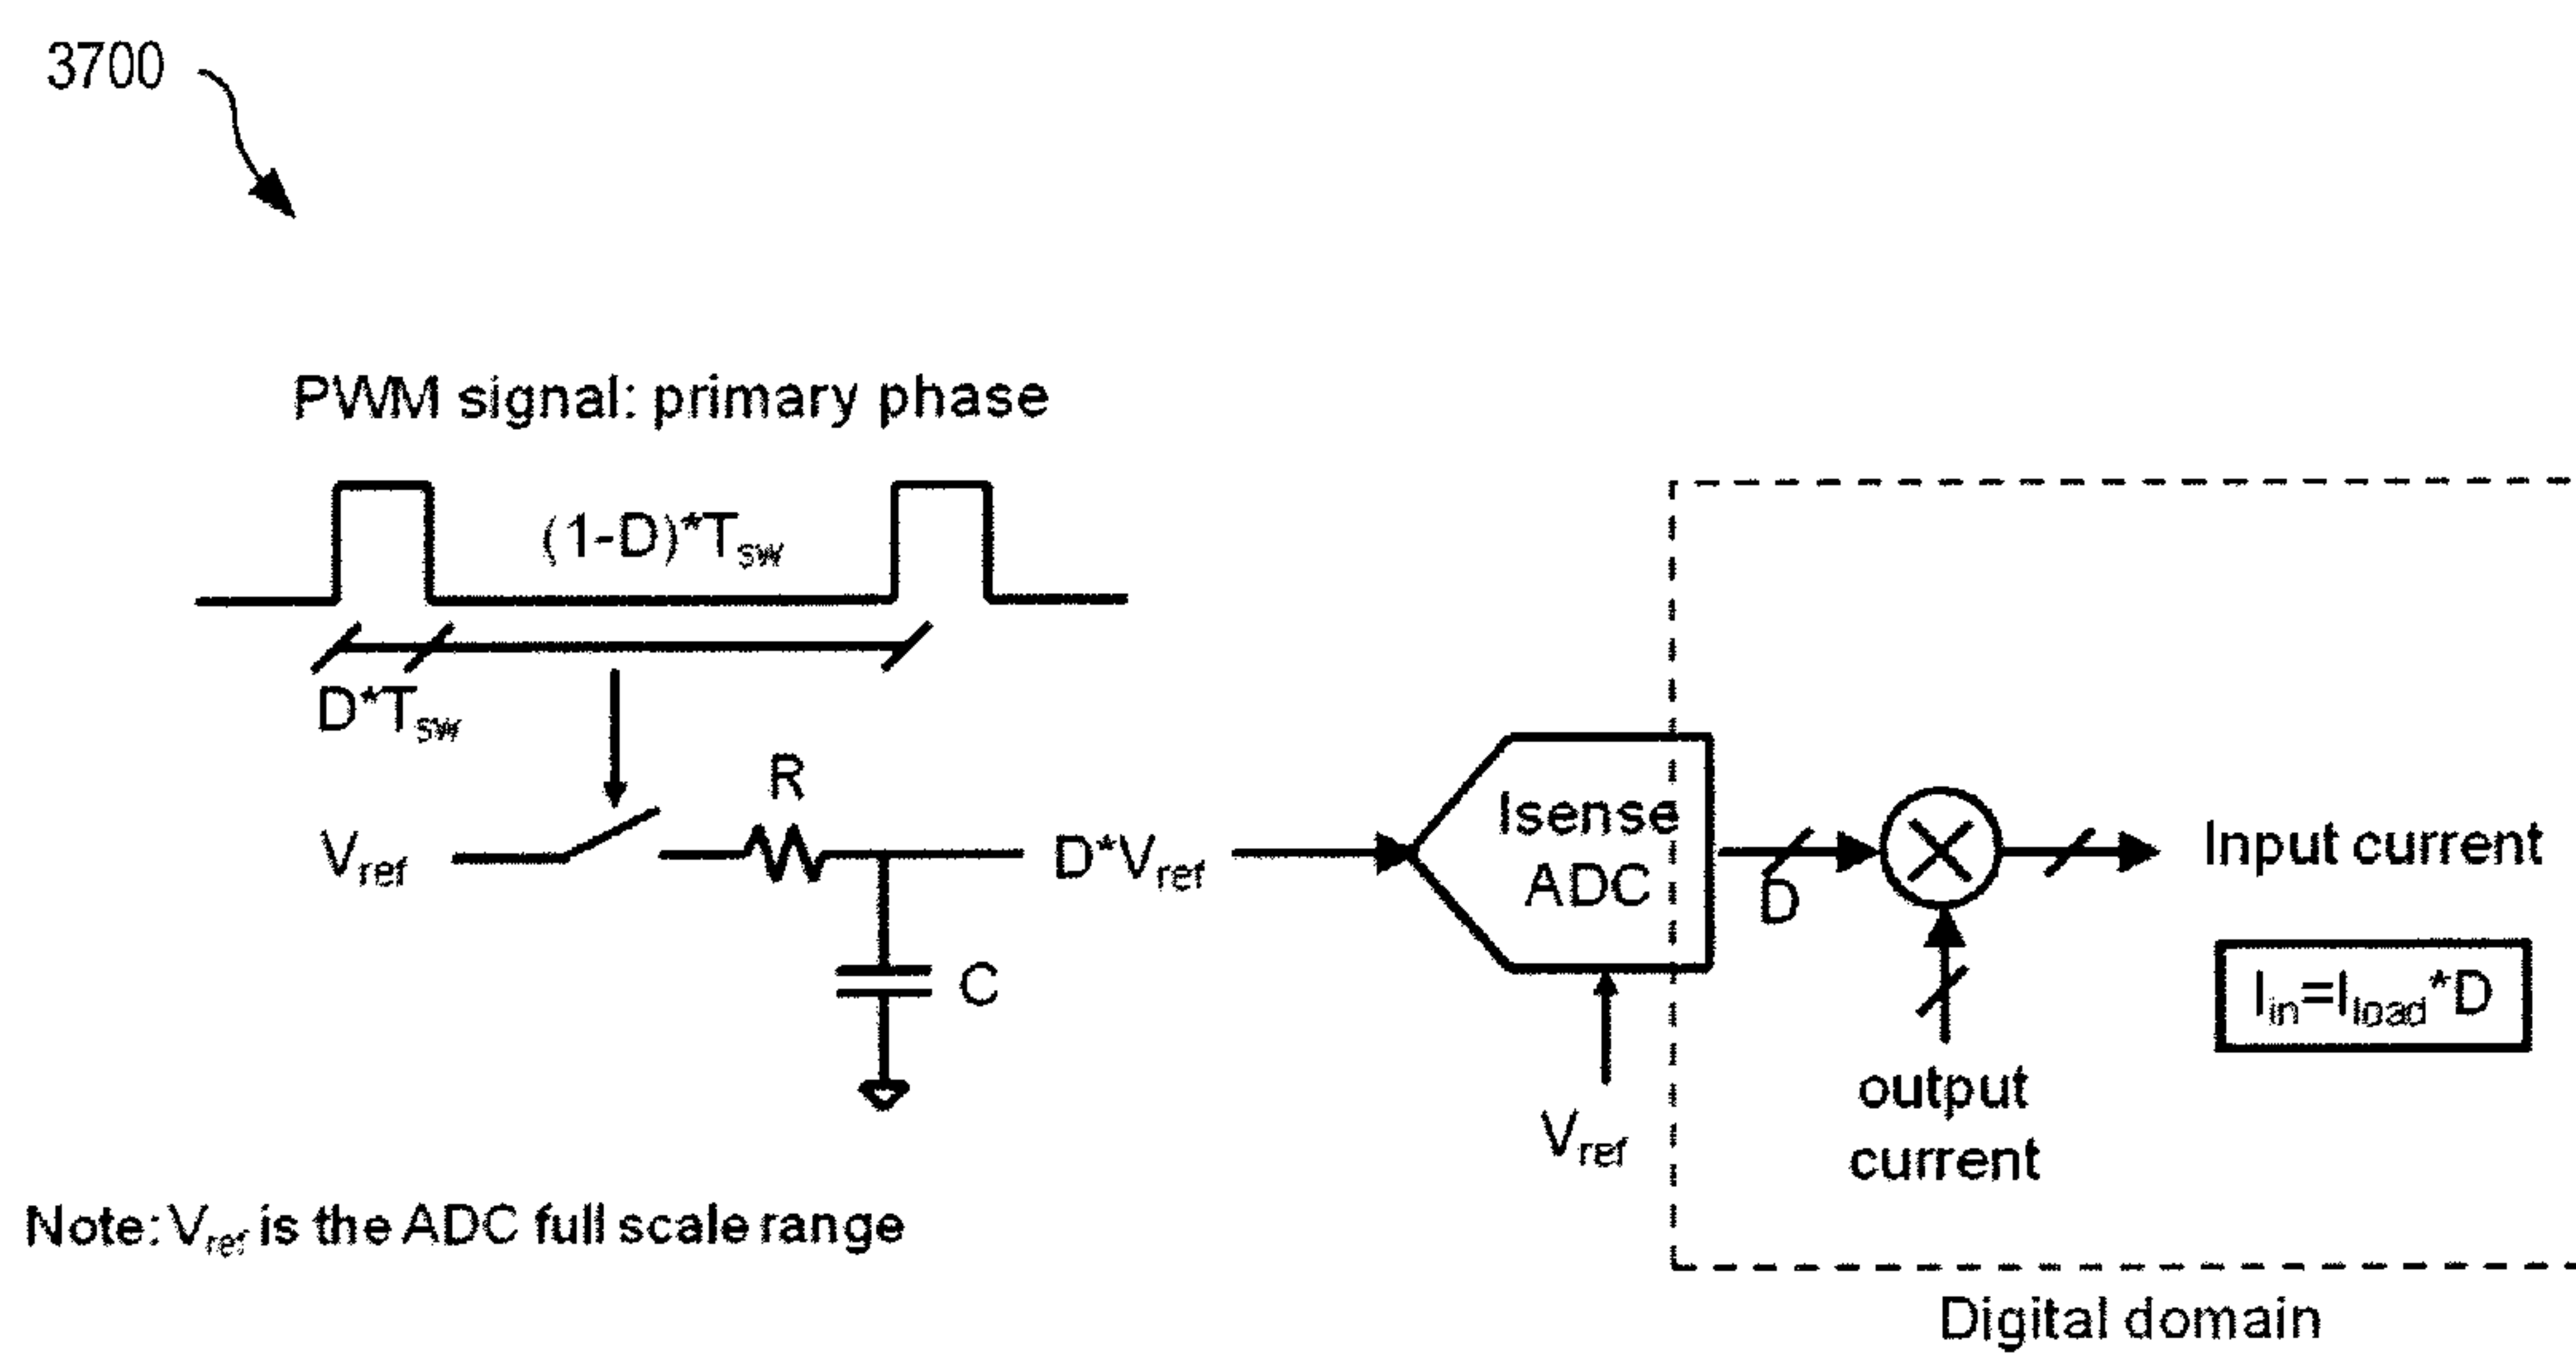 3700
PWM signal: primary phase
(1-D)*Tsw
D*Tsw
R
Vref
D*Vref
C
Isense
ADC
Vref
D
output
current
Input current
Iin=Iload*D
Note: Vref is the ADC full scale range
Digital domain